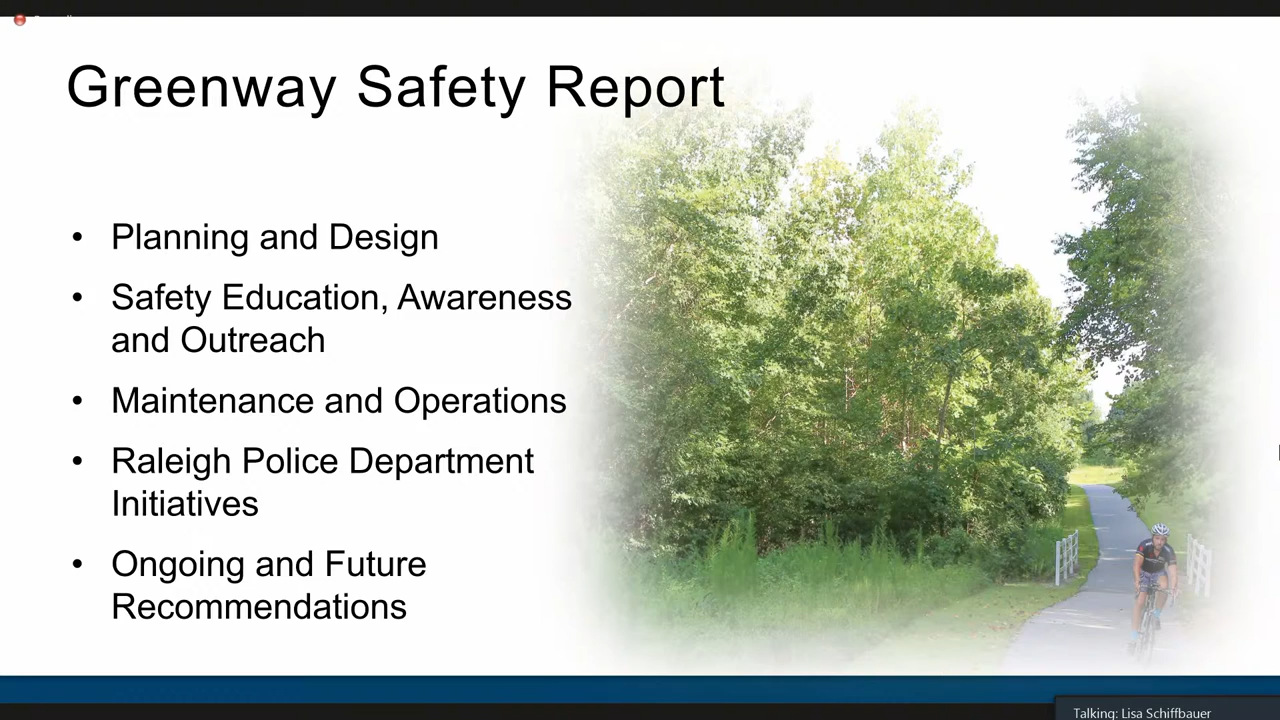 Greenway Safety Report
• Planning and Design
• Safety Education, Awareness
and Outreach
• Maintenance and Operations
• Raleigh Police Department
Initiatives
• Ongoing and Future
Recommendations
Talking: Lisa Schiffbauer